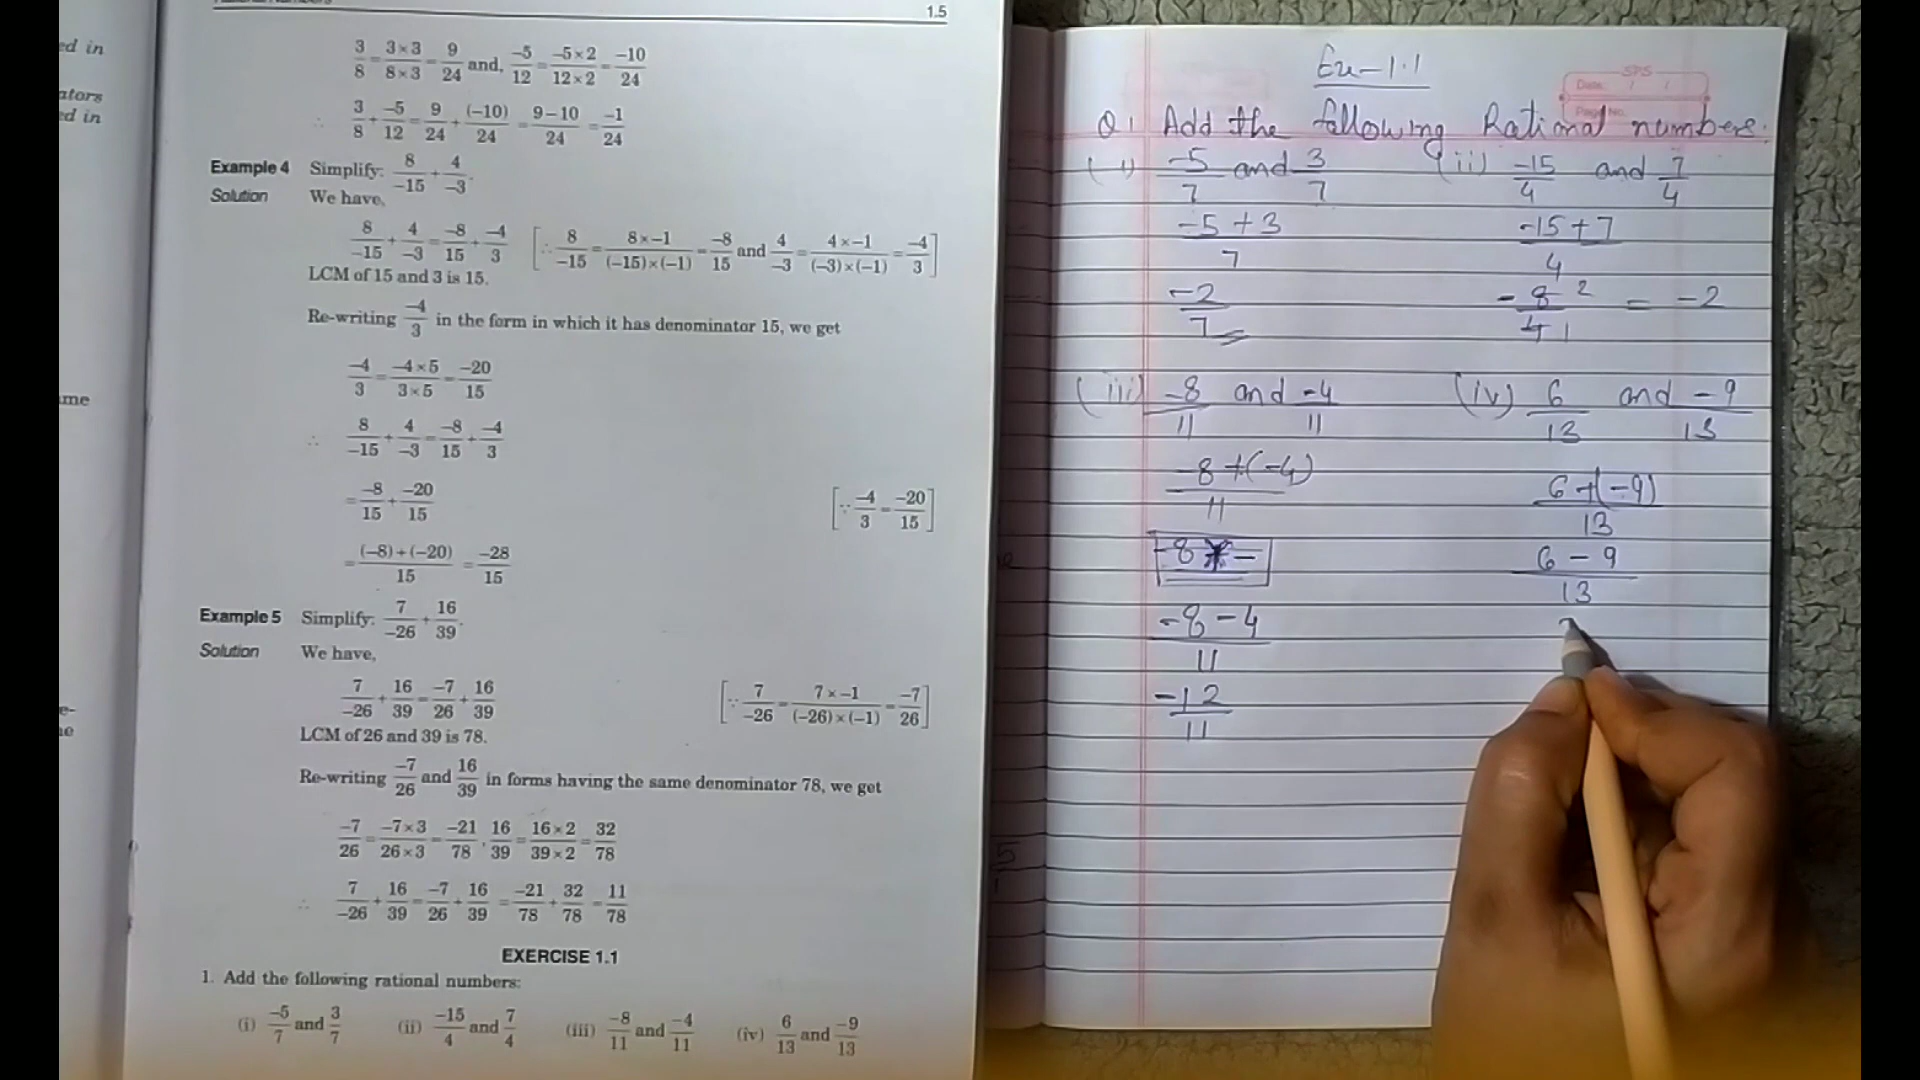 ed in
ators
ed in
me
e-
1.5
3/8 = 3×3/8×3 = 9/24 and, -5/12 = -5×2/12×2 = -10/24
∴ 3/8 + -5/12 = 9/24 + (-10)/24 = 9-10/24 = -1/24
Example 4 Simplify: 8/-15 + 4/-3.
Solution We have,
8/-15 + 4/-3 = -8/15 + -4/3 [∵ 8/-15 = 8×-1/(-15)×(-1) = -8/15 and 4/-3 = 4×-1/(-3)×(-1) = -4/3]
LCM of 15 and 3 is 15.
Re-writing -4/3 in the form in which it has denominator 15, we get
-4/3 = -4×5/3×5 = -20/15
∴ 8/-15 + 4/-3 = -8/15 + -4/3
= -8/15 + -20/15 [∵ -4/3 = -20/15]
= (-8)+(-20)/15 = -28/15
Example 5 Simplify: 7/-26 + 16/39.
Solution We have,
7/-26 + 16/39 = -7/26 + 16/39 [∵ 7/-26 = 7×-1/(-26)×(-1) = -7/26]
LCM of 26 and 39 is 78.
Re-writing -7/26 and 16/39 in forms having the same denominator 78, we get
-7/26 = -7×3/26×3 = -21/78, 16/39 = 16×2/39×2 = 32/78
∴ 7/-26 + 16/39 = -7/26 + 16/39 = -21/78 + 32/78 = 11/78
EXERCISE 1.1
1. Add the following rational numbers:
(i) -5/7 and 3/7 (ii) -15/4 and 7/4 (iii) -8/11 and -4/11 (iv) 6/13 and -9/13
Ex-1.1
SPS
Date: / /
Page No.
Q1 Add the following Rational numbers.
(i) -5/7 and 3/7 (ii) -15/4 and 7/4
-5+3/7 -15+7/4
-2/7 -8 2/4 1 = -2
(iii) -8/11 and -4/11 (iv) 6/13 and -9/13
-8+(-4)/11 6+(-9)/13
-8 - 6-9/13
-8-4/11
-12/11